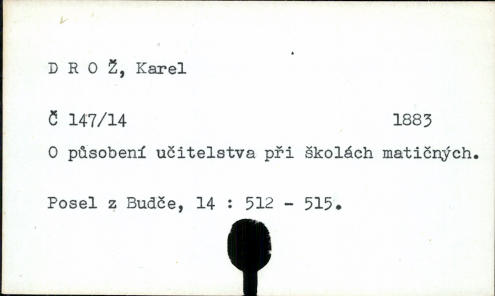 D R O Ž, Karel
Č 147/14 1883
O působení učitelstva při školách matičných.
Posel z Budče, 14 : 512 - 515.